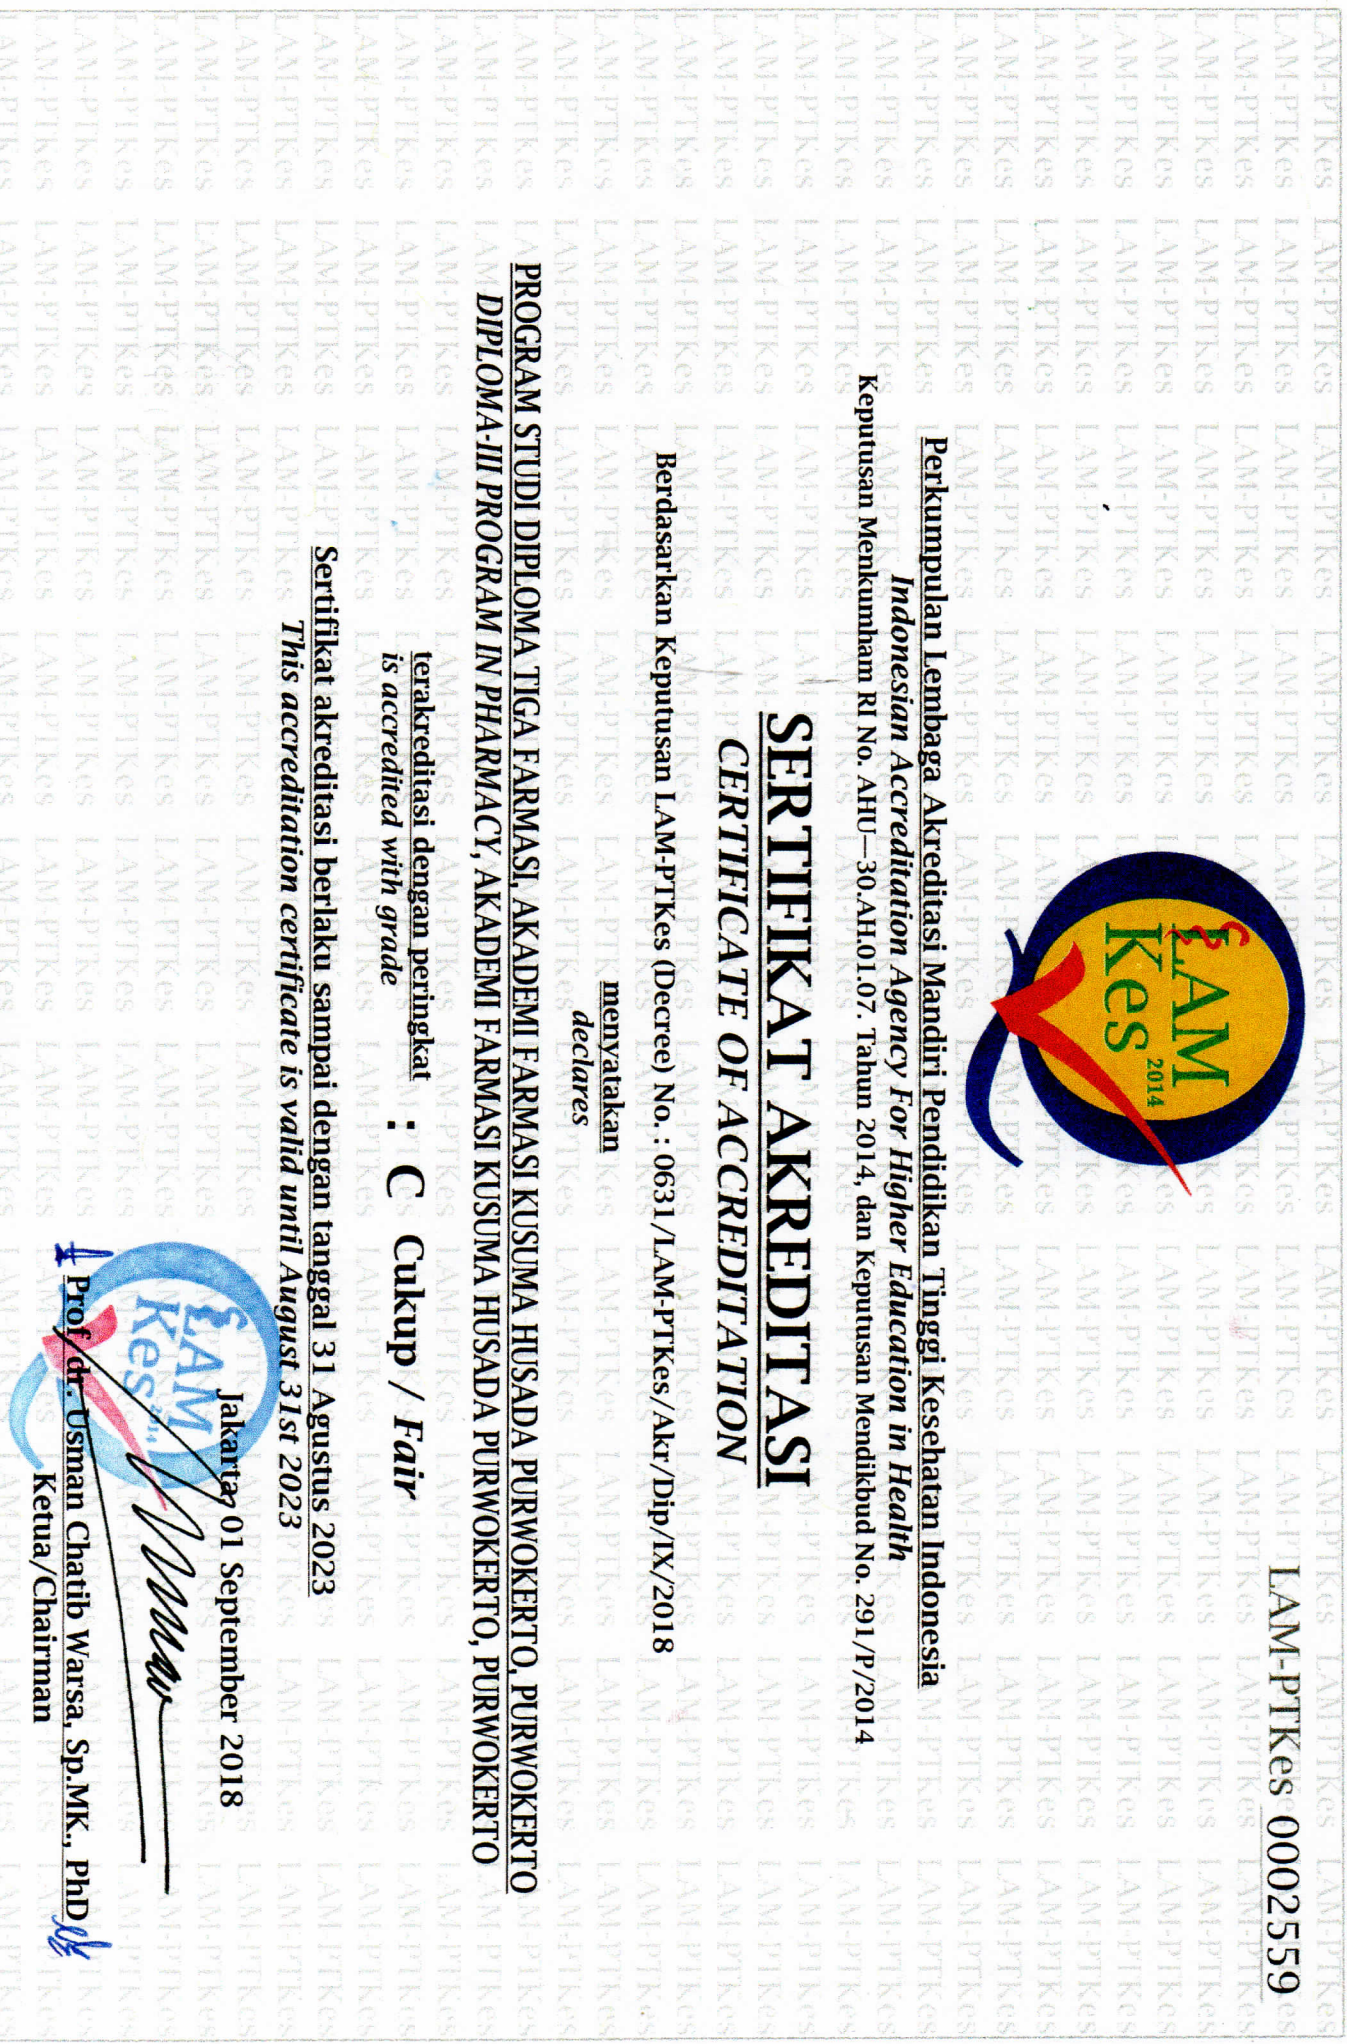 LAM-PTKes 0002559
LAM
Kes 2014
Perkumpulan Lembaga Akreditasi Mandiri Pendidikan Tinggi Kesehatan Indonesia
Indonesian Accreditation Agency For Higher Education in Health
Keputusan Menkumham RI No. AHU—30.AH.01.07. Tahun 2014, dan Keputusan Mendikbud No. 291/P/2014
SERTIFIKAT AKREDITASI
CERTIFICATE OF ACCREDITATION
Berdasarkan Keputusan LAM-PTKes (Decree) No. : 0631/LAM-PTKes/Akr/Dip/IX/2018
menyatakan
declares
PROGRAM STUDI DIPLOMA TIGA FARMASI, AKADEMI FARMASI KUSUMA HUSADA PURWOKERTO, PURWOKERTO
DIPLOMA-III PROGRAM IN PHARMACY, AKADEMI FARMASI KUSUMA HUSADA PURWOKERTO, PURWOKERTO
terakreditasi dengan peringkat
is accredited with grade
: C Cukup / Fair
Sertifikat akreditasi berlaku sampai dengan tanggal 31 Agustus 2023
This accreditation certificate is valid until August 31st 2023
Jakarta, 01 September 2018
LAM
Kes 2014
Prof. dr. Usman Chatib Warsa, Sp.MK., PhD
Ketua/Chairman